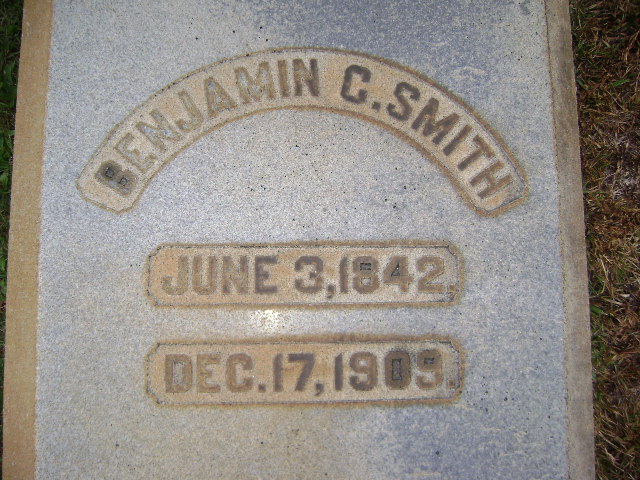 BENJAMIN C. SMITH
JUNE 3, 1842.
DEC. 17, 1909.